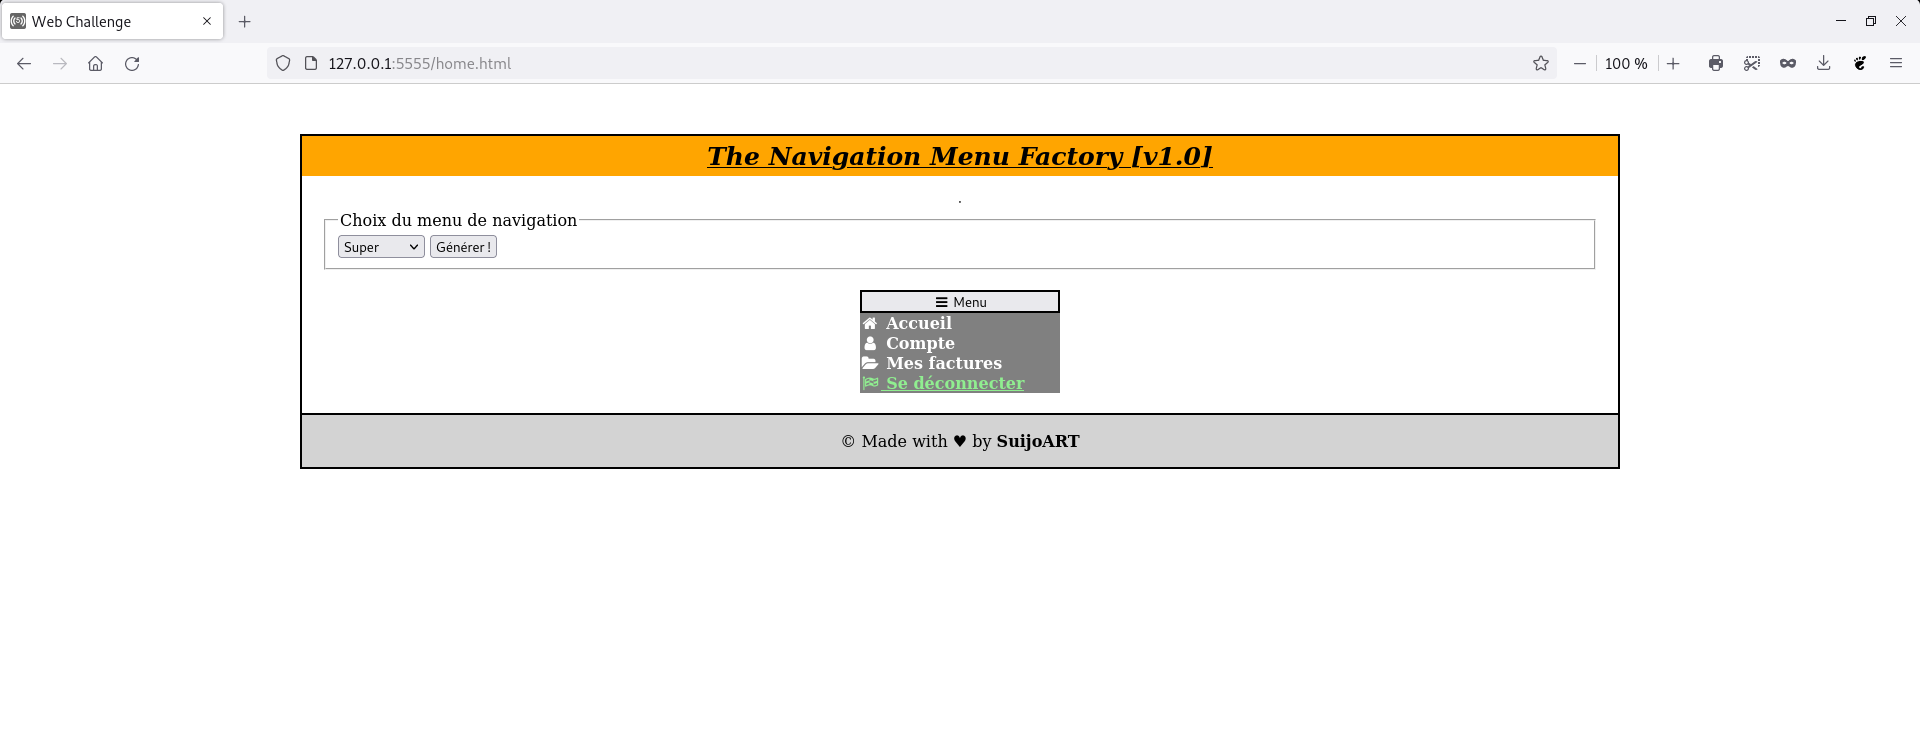 Web Challenge
127.0.0.1:5555/home.html
100 %
The Navigation Menu Factory [v1.0]
.
Choix du menu de navigation
Super Générer !
Menu
Accueil
Compte
Mes factures
Se déconnecter
© Made with ♥ by SuijoART